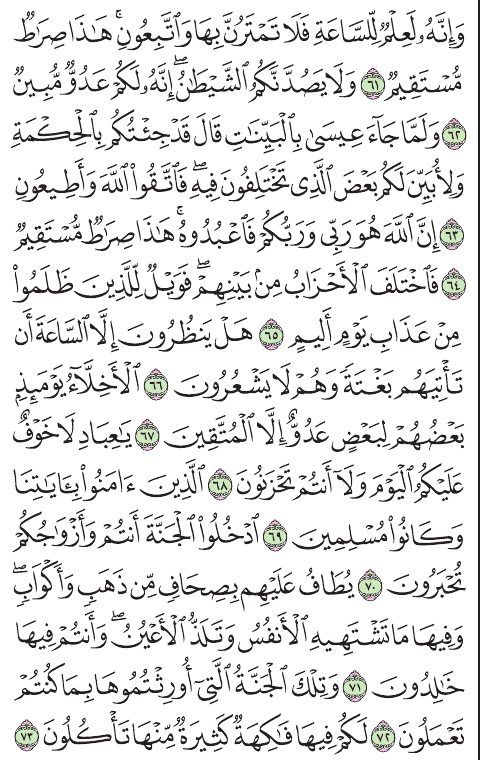 وَإِنَّهُۥ لَعِلْمٌ لِّلسَّاعَةِ فَلَا تَمْتَرُنَّ بِهَا وَٱتَّبِعُونِ ۚ هَٰذَا صِرَٰطٌ
مُّسْتَقِيمٌ ٦١ وَلَا يَصُدَّنَّكُمُ ٱلشَّيْطَٰنُ ۖ إِنَّهُۥ لَكُمْ عَدُوٌّ مُّبِينٌ
٦٢ وَلَمَّا جَآءَ عِيسَىٰ بِٱلْبَيِّنَٰتِ قَالَ قَدْ جِئْتُكُم بِٱلْحِكْمَةِ
وَلِأُبَيِّنَ لَكُم بَعْضَ ٱلَّذِى تَخْتَلِفُونَ فِيهِ ۖ فَٱتَّقُوا۟ ٱللَّهَ وَأَطِيعُونِ
٦٣ إِنَّ ٱللَّهَ هُوَ رَبِّى وَرَبُّكُمْ فَٱعْبُدُوهُ ۚ هَٰذَا صِرَٰطٌ مُّسْتَقِيمٌ
٦٤ فَٱخْتَلَفَ ٱلْأَحْزَابُ مِنۢ بَيْنِهِمْ ۖ فَوَيْلٌ لِّلَّذِينَ ظَلَمُوا۟
مِنْ عَذَابِ يَوْمٍ أَلِيمٍ ٦٥ هَلْ يَنظُرُونَ إِلَّا ٱلسَّاعَةَ أَن
تَأْتِيَهُم بَغْتَةً وَهُمْ لَا يَشْعُرُونَ ٦٦ ٱلْأَخِلَّآءُ يَوْمَئِذٍۭ
بَعْضُهُمْ لِبَعْضٍ عَدُوٌّ إِلَّا ٱلْمُتَّقِينَ ٦٧ يَٰعِبَادِ لَا خَوْفٌ
عَلَيْكُمُ ٱلْيَوْمَ وَلَآ أَنتُمْ تَحْزَنُونَ ٦٨ ٱلَّذِينَ ءَامَنُوا۟ بِـَٔايَٰتِنَا
وَكَانُوا۟ مُسْلِمِينَ ٦٩ ٱدْخُلُوا۟ ٱلْجَنَّةَ أَنتُمْ وَأَزْوَٰجُكُمْ
تُحْبَرُونَ ٧٠ يُطَافُ عَلَيْهِم بِصِحَافٍ مِّن ذَهَبٍ وَأَكْوَابٍ ۖ
وَفِيهَا مَا تَشْتَهِيهِ ٱلْأَنفُسُ وَتَلَذُّ ٱلْأَعْيُنُ ۖ وَأَنتُمْ فِيهَا
خَٰلِدُونَ ٧١ وَتِلْكَ ٱلْجَنَّةُ ٱلَّتِىٓ أُورِثْتُمُوهَا بِمَا كُنتُمْ
تَعْمَلُونَ ٧٢ لَكُمْ فِيهَا فَٰكِهَةٌ كَثِيرَةٌ مِّنْهَا تَأْكُلُونَ ٧٣